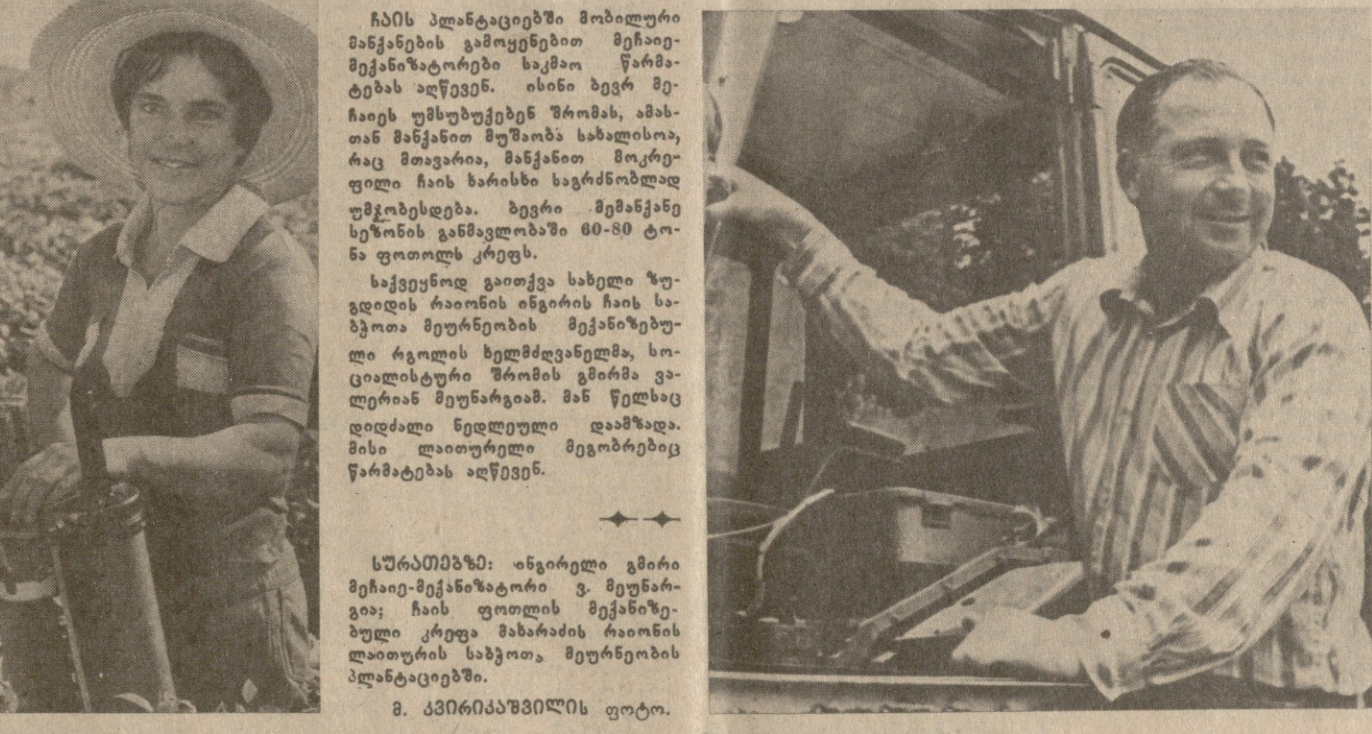 ჩაის პლანტაციებში მობილური
მანქანების გამოყენებით მეჩაიე-
მექანიზატორები საკმაო წარმა-
ტებას აღწევენ. ისინი ბევრ მე-
ჩაიეს უმსუბუქებენ შრომას, ამას-
თან მანქანით მუშაობა სახალისოა,
რაც მთავარია, მანქანით მოკრე-
ფილი ჩაის ხარისხი საგრძნობლად
უმჯობესდება. ბევრი მემანქანე
სეზონის განმავლობაში 60-80 ტო-
ნა ფოთოლს კრეფს.
საქვეყნოდ გაითქვა სახელი ზუ-
გდიდის რაიონის ინგირის ჩაის სა-
ბჭოთა მეურნეობის მექანიზებუ-
ლი რგოლის ხელმძღვანელმა, სო-
ციალისტური შრომის გმირმა ვა-
ლერიან მეუნარგიამ. მან წელსაც
დიდძალი ნედლეული დაამზადა.
მისი ლაითურელი მეგობრებიც
წარმატებას აღწევენ.
სურათებზე: ინგირელი გმირი
მეჩაიე-მექანიზატორი ვ. მეუნარ-
გია; ჩაის ფოთლის მექანიზე-
ბული კრეფა მახარაძის რაიონის
ლაითურის საბჭოთა მეურნეობის
პლანტაციებში.
მ. კვირიკაშვილის ფოტო.